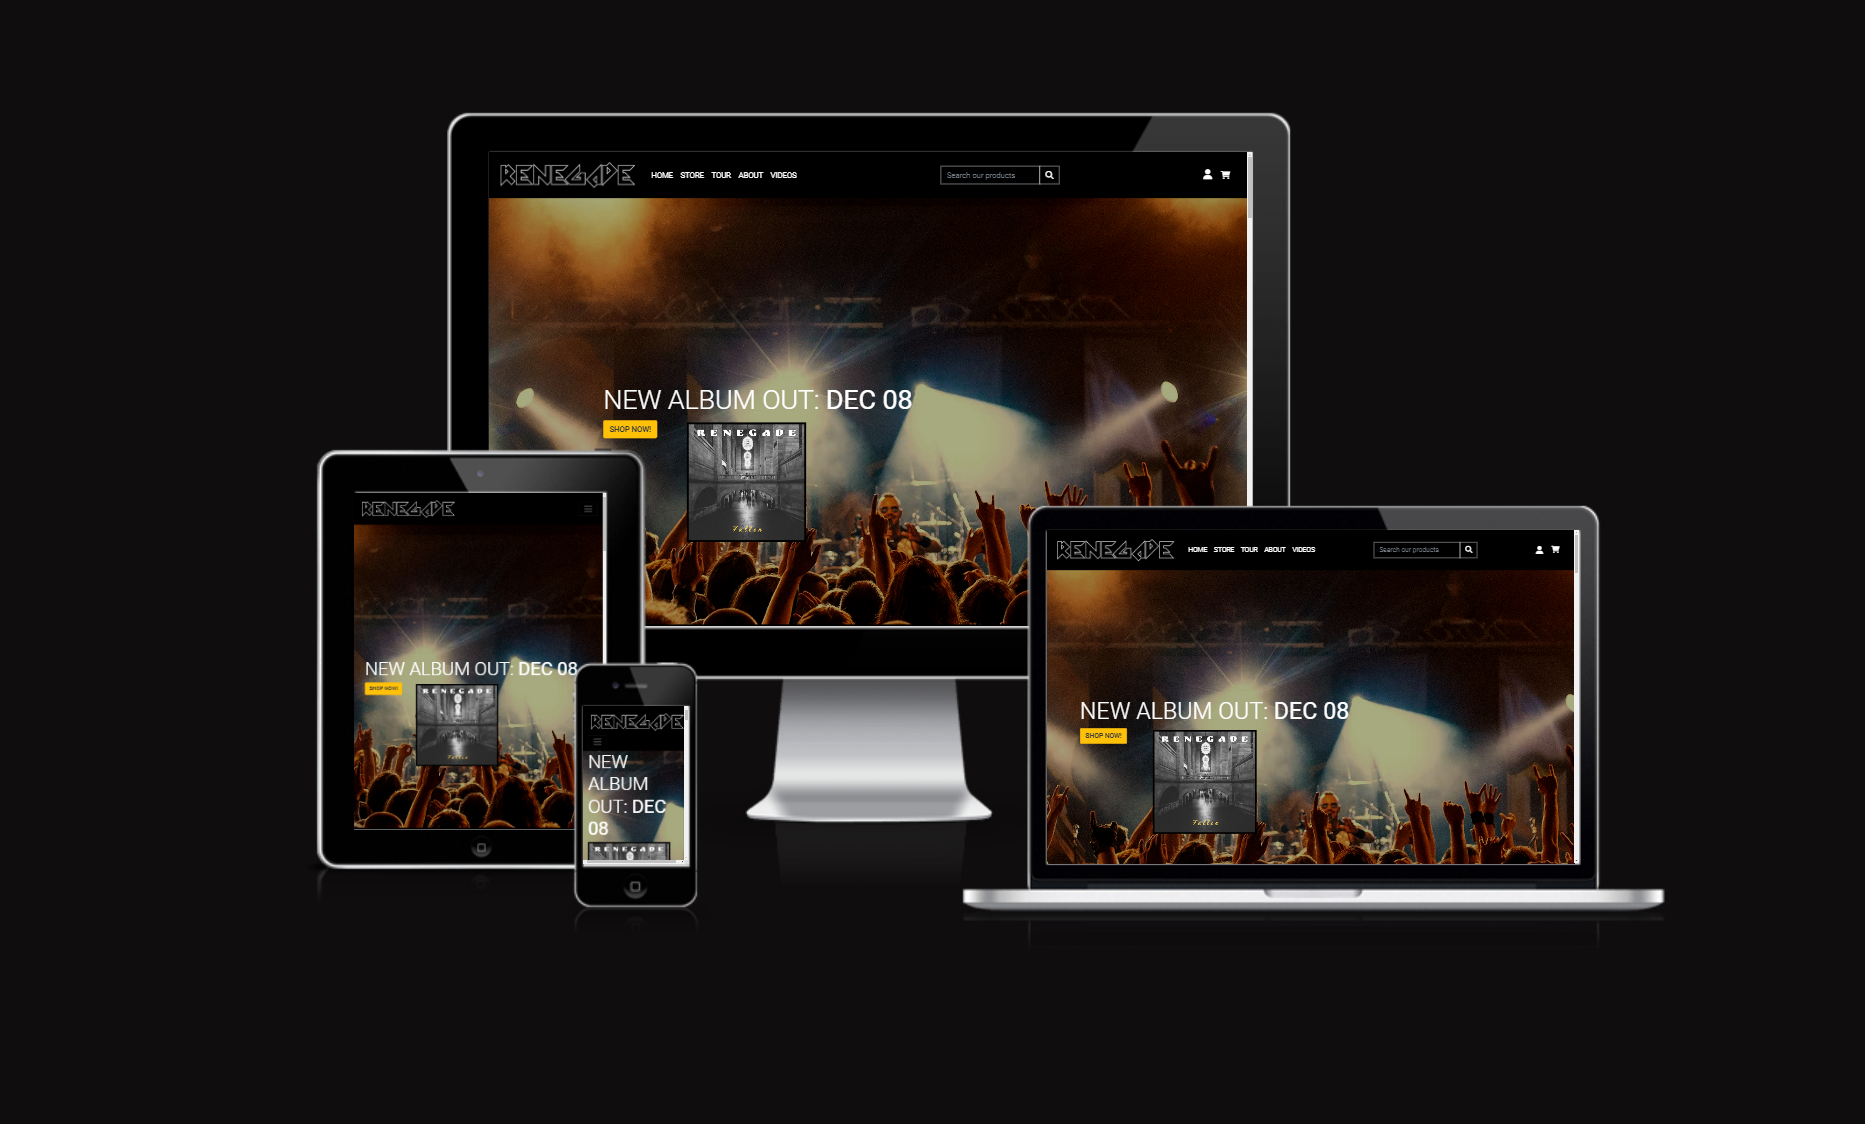 RENEGADE HOME STORE TOUR ABOUT VIDEOS Search our products
NEW ALBUM OUT: DEC 08
SHOP NOW!
RENEGADE
Fallen
RENEGADE
NEW ALBUM OUT: DEC 08
SHOP NOW!
RENEGADE
Fallen
RENEGADE
NEW
ALBUM
OUT: DEC
08
RENEGADE
RENEGADE HOME STORE TOUR ABOUT VIDEOS Search our products
NEW ALBUM OUT: DEC 08
SHOP NOW!
RENEGADE
Fallen